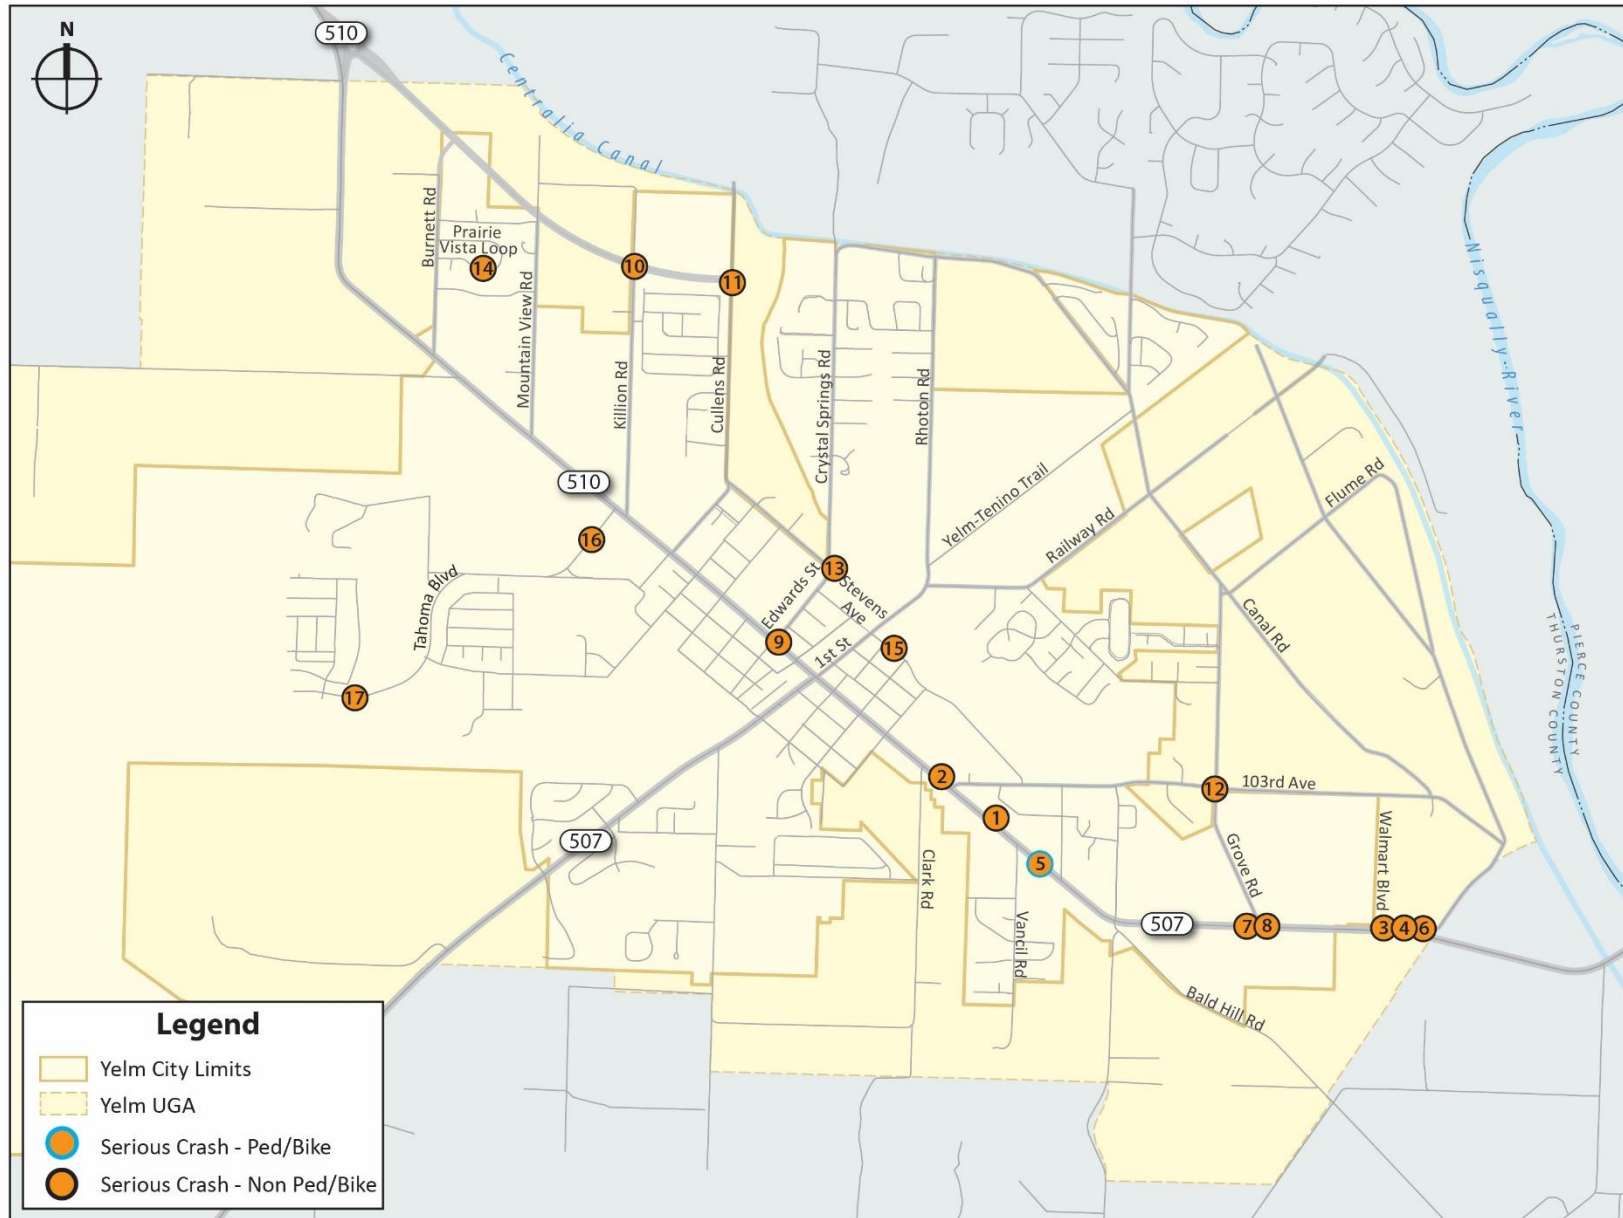 510
N
Centralia Canal
Burnett Rd
Prairie
Vista Loop
14
10
11
Mountain View Rd
Killion Rd
Cullens Rd
Crystal Springs Rd
Rhoton Rd
Nisqually River
510
16
Yelm-Tenino Trail
Railway Rd
Flume Rd
13
Edwards St
Stevens
Ave
Tahoma Blvd
9
1st St
15
Canal Rd
PIERCE COUNTY
THURSTON COUNTY
17
2
12
103rd Ave
1
507
5
Clark Rd
Grove Rd
Walmart Blvd
Vancil Rd
507
7
8
3
4
6
Bald Hill Rd
Legend
Yelm City Limits
Yelm UGA
Serious Crash - Ped/Bike
Serious Crash - Non Ped/Bike